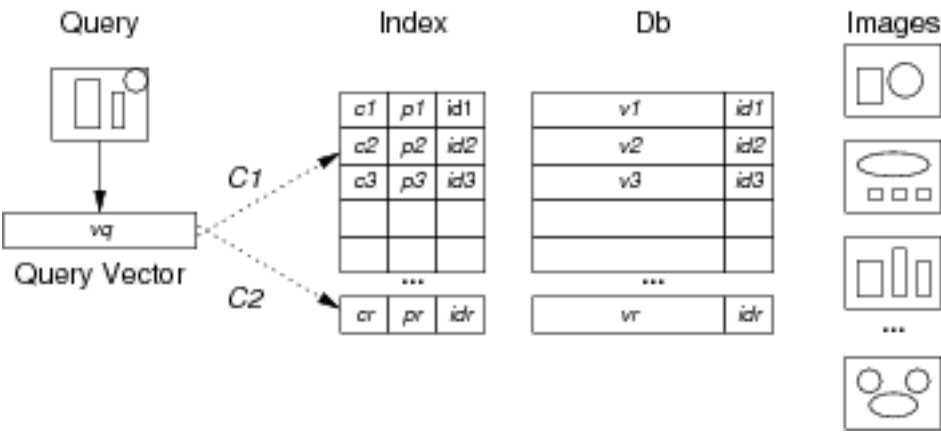 Query Index Db Images
c1 p1 id1 v1 id1
c2 p2 id2 v2 id2
C1
c3 p3 id3 v3 id3
vq
Query Vector
... ...
C2
cr pr idr vr idr
...